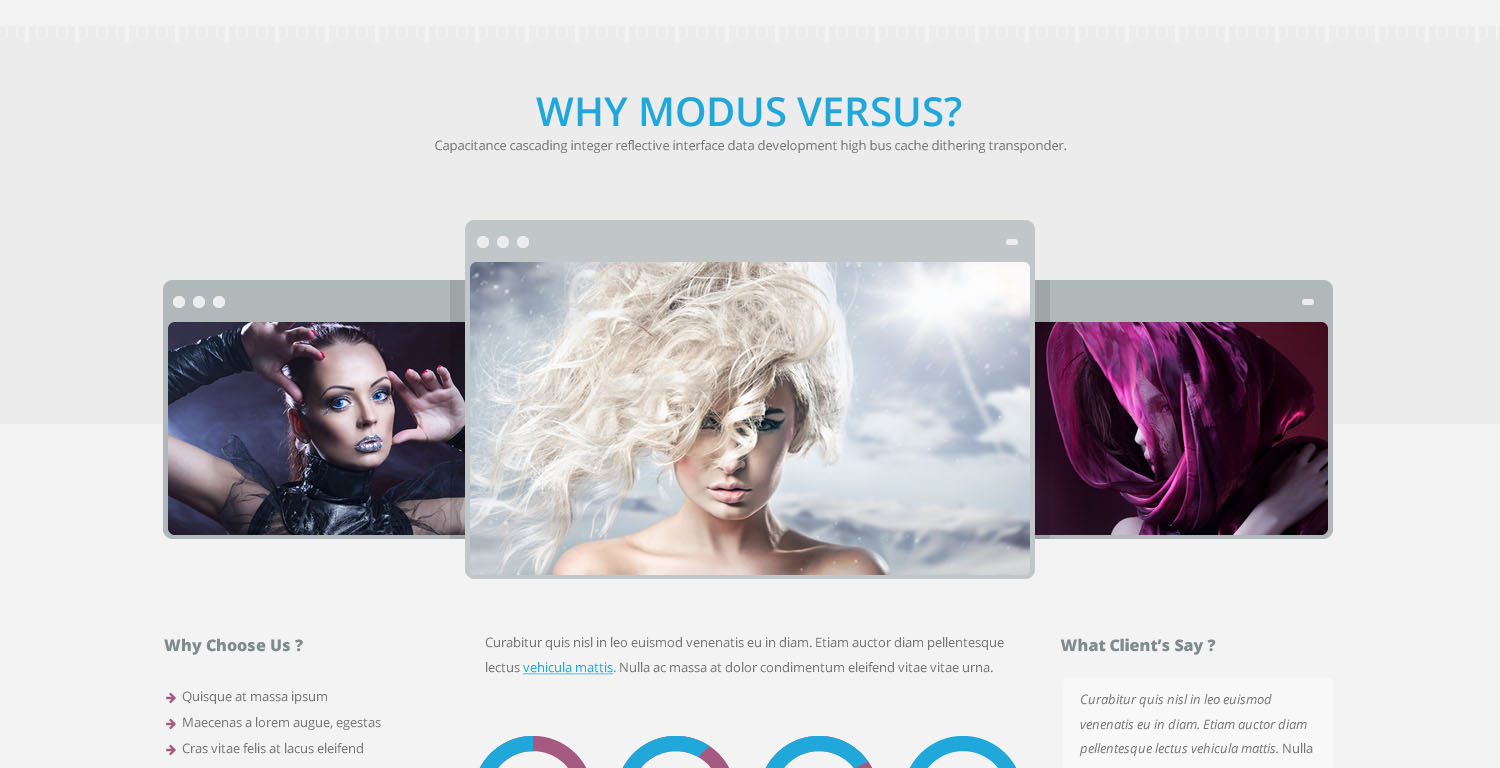 WHY MODUS VERSUS?
Capacitance cascading integer reflective interface data development high bus cache dithering transponder.
Why Choose Us ?
Quisque at massa ipsum
Maecenas a lorem augue, egestas
Cras vitae felis at lacus eleifend
Curabitur quis nisl in leo euismod venenatis eu in diam. Etiam auctor diam pellentesque
lectus vehicula mattis. Nulla ac massa at dolor condimentum eleifend vitae vitae urna.
What Client’s Say ?
Curabitur quis nisl in leo euismod
venenatis eu in diam. Etiam auctor diam
pellentesque lectus vehicula mattis. Nulla